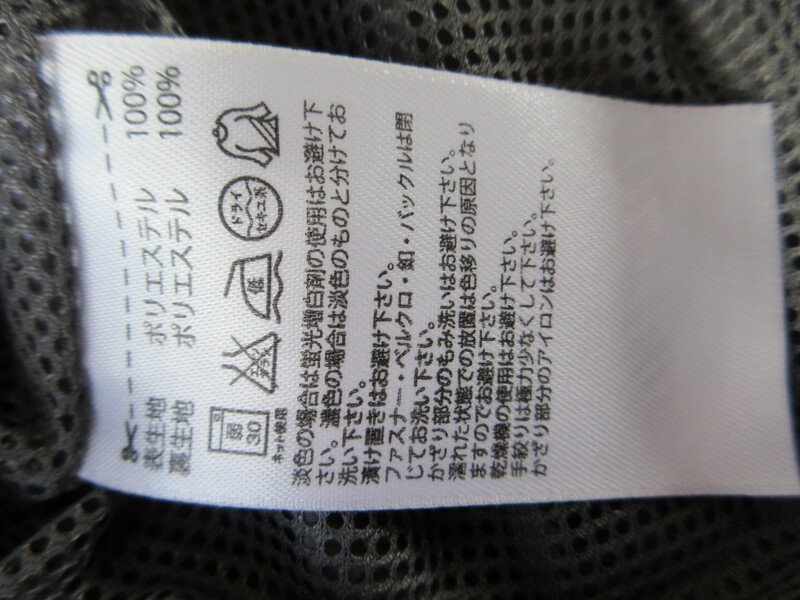 表生地 ポリエステル 100%
裏生地 ポリエステル 100%
弱 30
ネット使用
エンソサラシ
低
ドライ セキユ系
淡色の場合は蛍光増白剤の使用はお避け下
さい。濃色の場合は淡色のものと分けてお
洗い下さい。
漬け置きはお避け下さい。
ファスナー・ベルクロ・釦・バックルは閉
じてお洗い下さい。
かざり部分のもみ洗いはお避け下さい。
濡れた状態での放置は色移りの原因となり
ますのでお避け下さい。
乾燥機の使用はお避け下さい。
手絞りは極力少なくして下さい。
かざり部分のアイロンはお避け下さい。